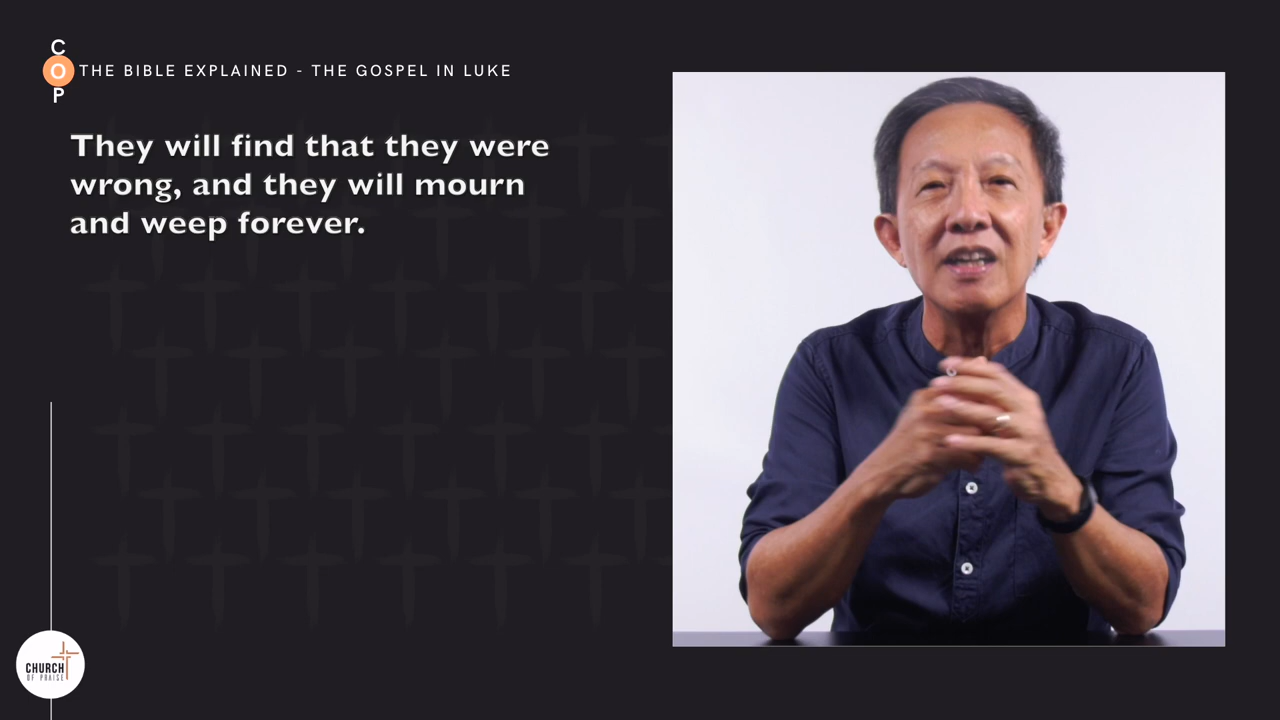 C
O
P
THE BIBLE EXPLAINED - THE GOSPEL IN LUKE
They will find that they were
wrong, and they will mourn
and weep forever.
CHURCH
OF PRAISE